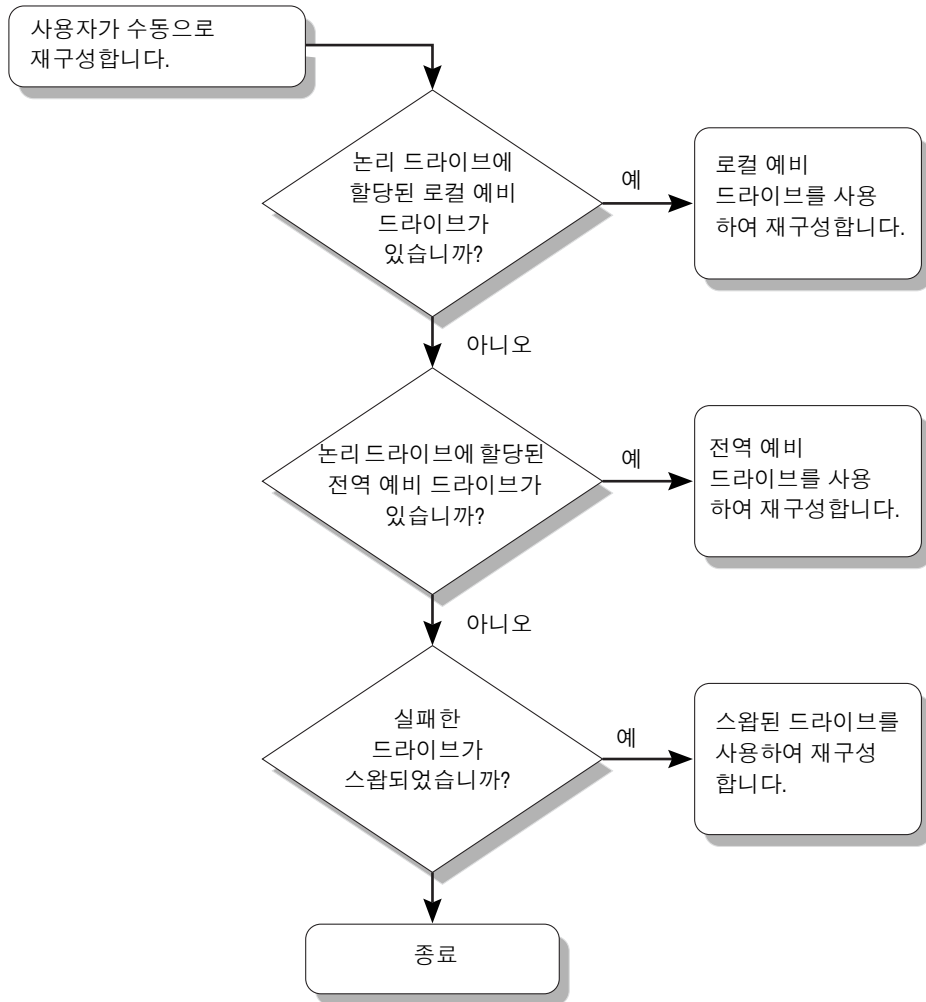 사용자가 수동으로
재구성합니다.
논리 드라이브에
할당된 로컬 예비
드라이브가
있습니까?
예
로컬 예비
드라이브를 사용
하여 재구성합니다.
아니오
논리 드라이브에 할당된
전역 예비 드라이브가
있습니까?
예
전역 예비
드라이브를 사용
하여 재구성합니다.
아니오
실패한
드라이브가
스왑되었습니까?
예
스왑된 드라이브를
사용하여 재구성
합니다.
종료